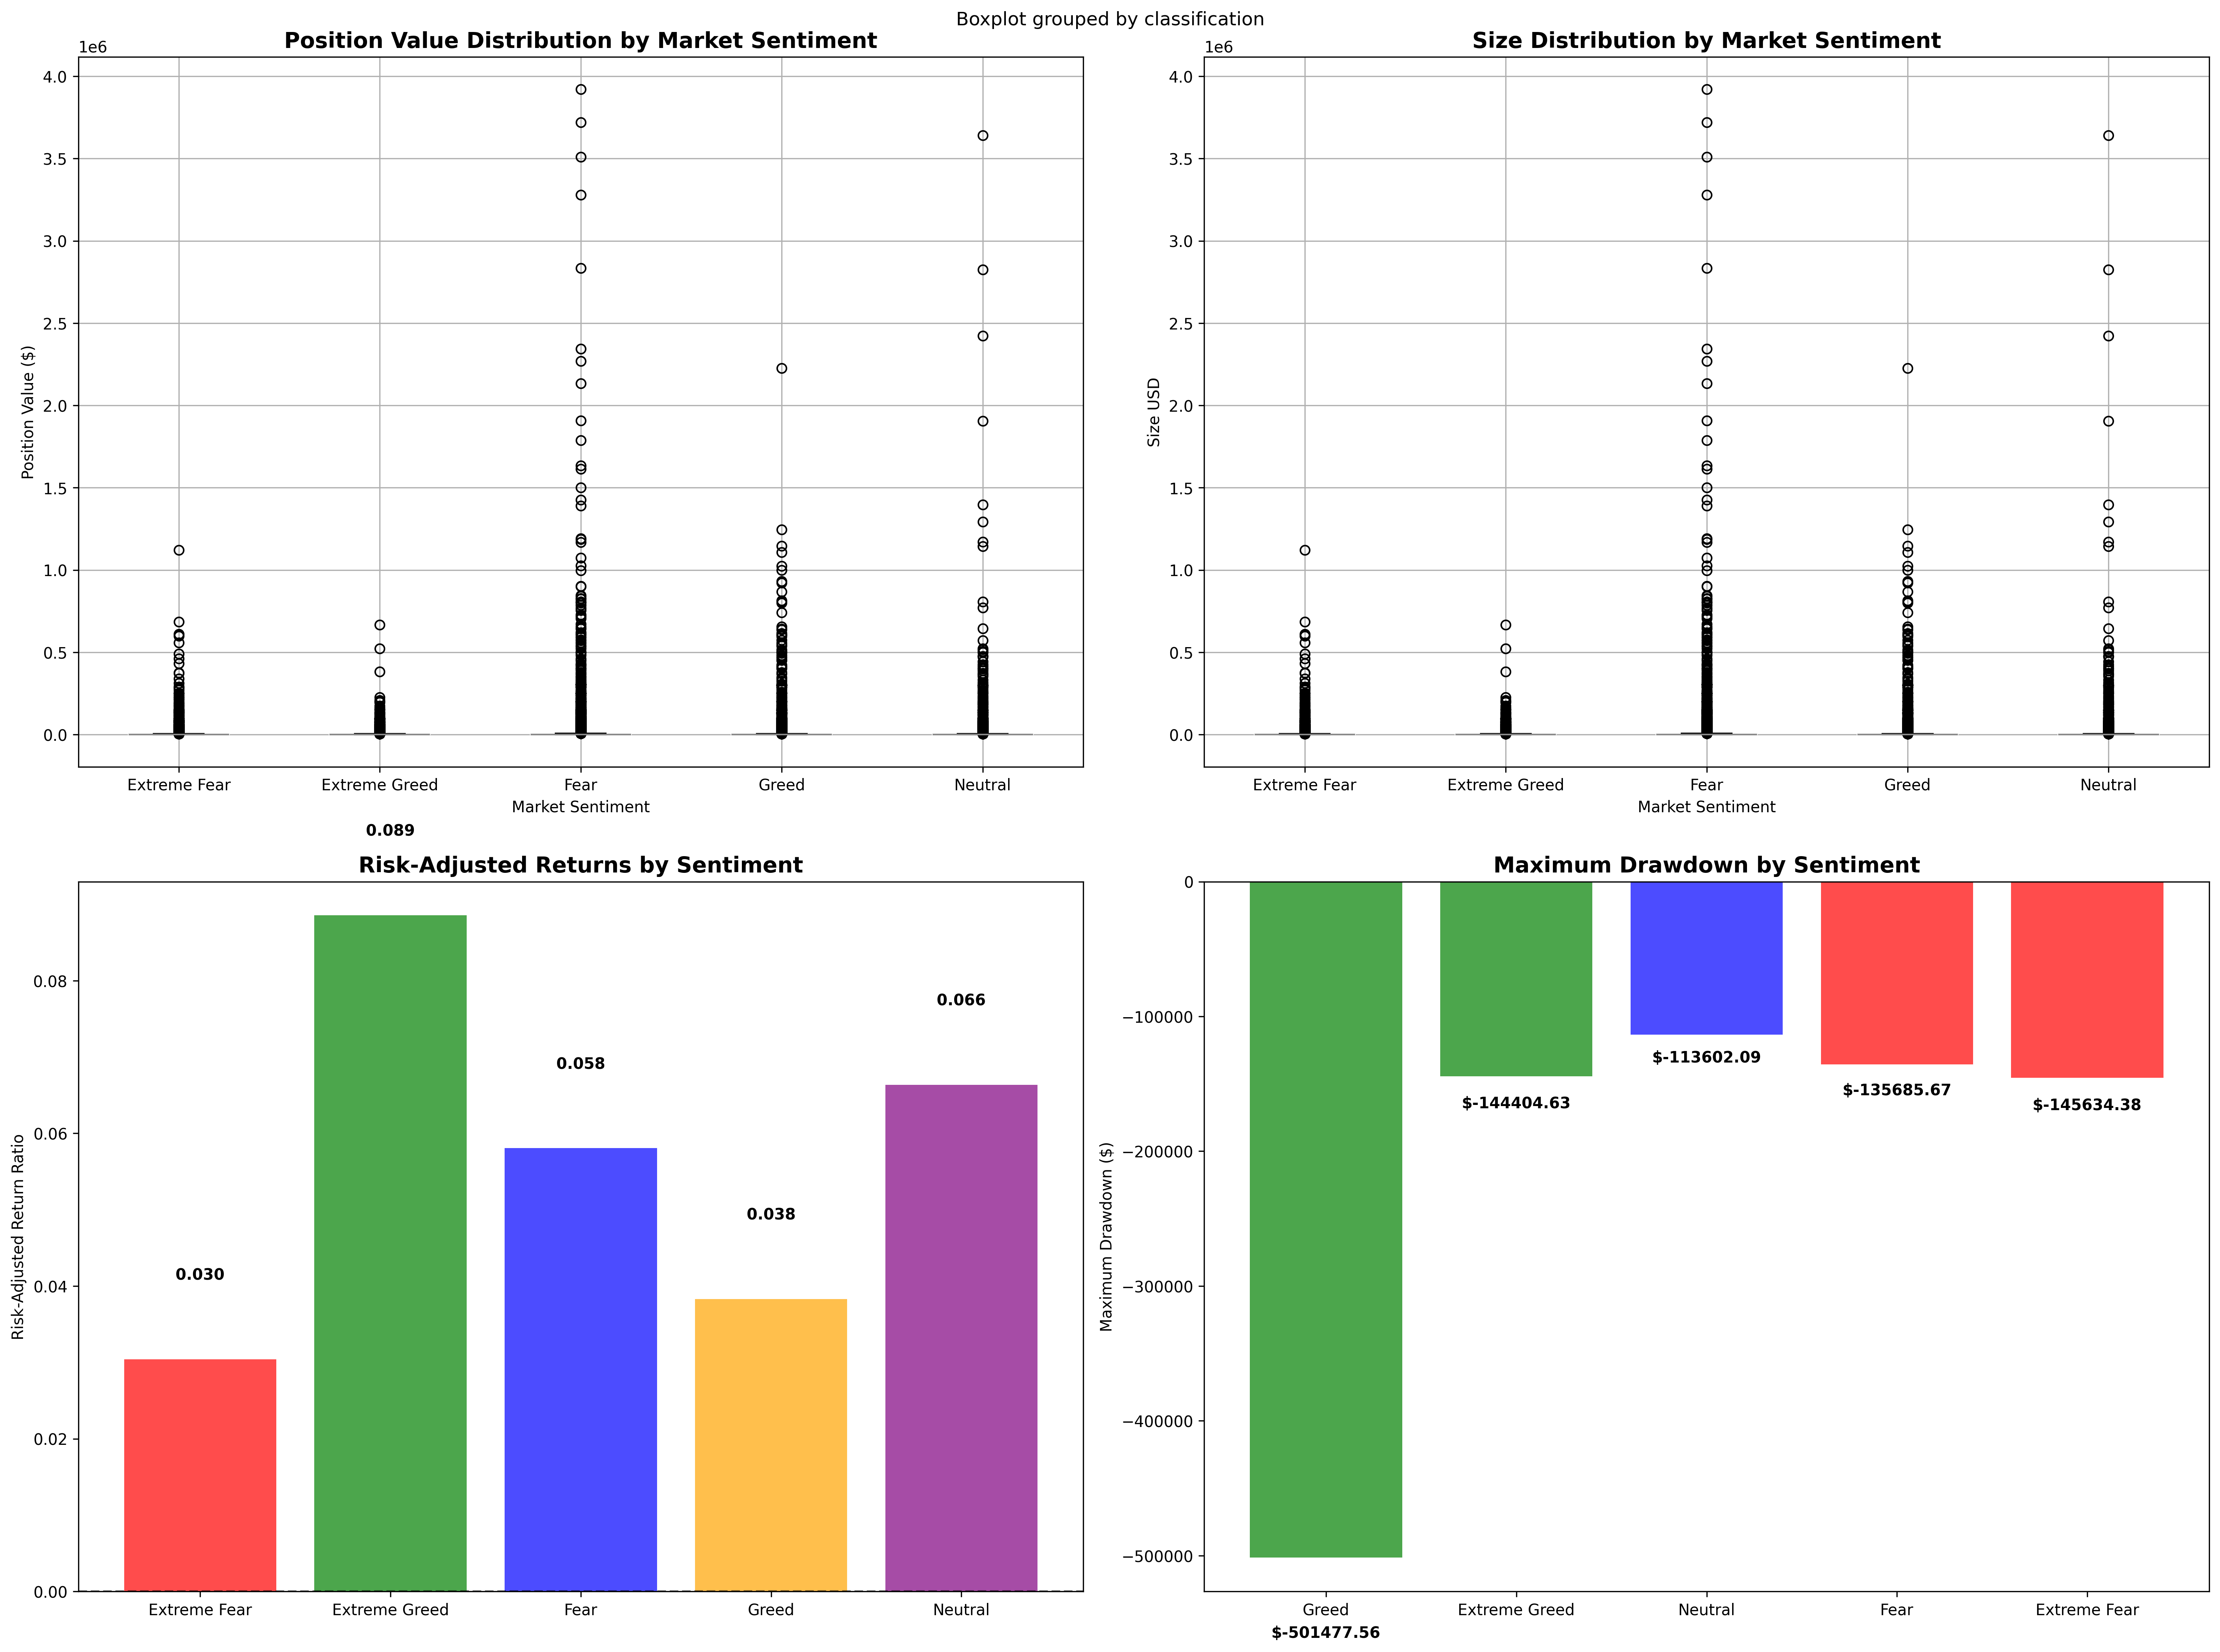 Boxplot grouped by classification
Position Value Distribution by Market Sentiment
1e6
4.0
3.5
3.0
2.5
2.0
1.5
1.0
0.5
0.0
Position Value ($)
Extreme Fear
Extreme Greed
Fear
Greed
Neutral
Market Sentiment
Size Distribution by Market Sentiment
1e6
4.0
3.5
3.0
2.5
2.0
1.5
1.0
0.5
0.0
Size USD
Extreme Fear
Extreme Greed
Fear
Greed
Neutral
Market Sentiment
0.089
Risk-Adjusted Returns by Sentiment
0.08
0.06
0.04
0.02
0.00
Risk-Adjusted Return Ratio
0.030
0.058
0.038
0.066
Extreme Fear
Extreme Greed
Fear
Greed
Neutral
Maximum Drawdown by Sentiment
0
−100000
−200000
−300000
−400000
−500000
Maximum Drawdown ($)
$-144404.63
$-113602.09
$-135685.67
$-145634.38
Greed
Extreme Greed
Neutral
Fear
Extreme Fear
$-501477.56